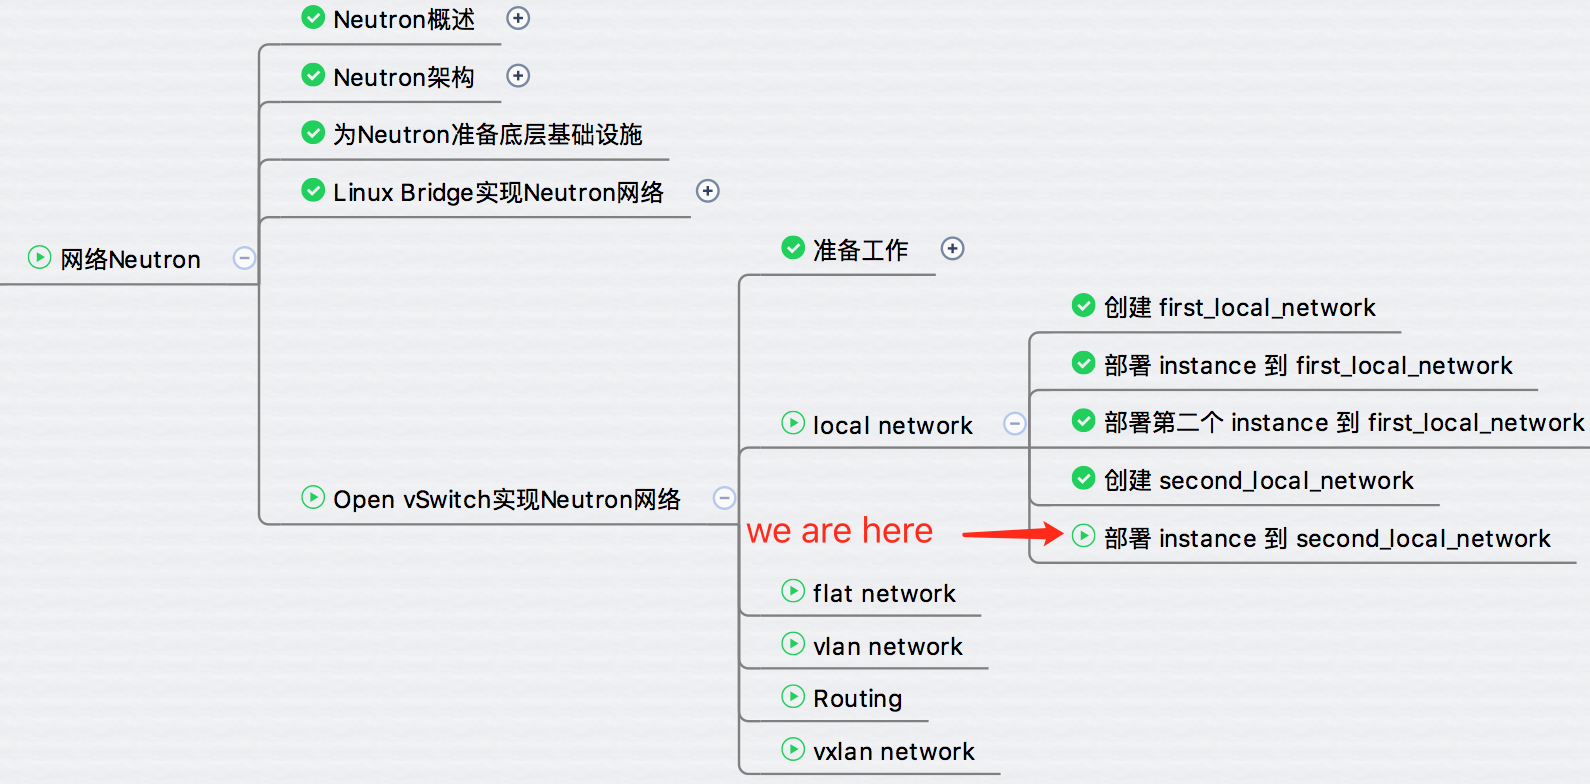 Neutron概述
Neutron架构
为Neutron准备底层基础设施
Linux Bridge实现Neutron网络
网络Neutron
准备工作
创建 first_local_network
部署 instance 到 first_local_network
local network
部署第二个 instance 到 first_local_network
创建 second_local_network
Open vSwitch实现Neutron网络
we are here
部署 instance 到 second_local_network
flat network
vlan network
Routing
vxlan network